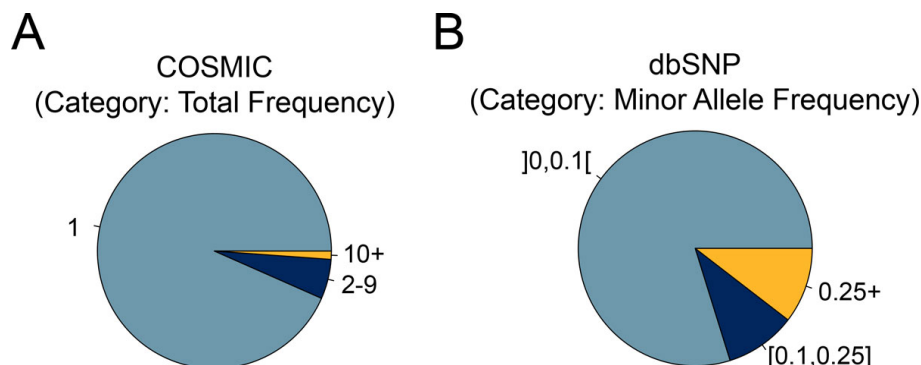 A
COSMIC
(Category: Total Frequency)
1
10+
2-9
B
dbSNP
(Category: Minor Allele Frequency)
]0,0.1[
0.25+
[0.1,0.25]